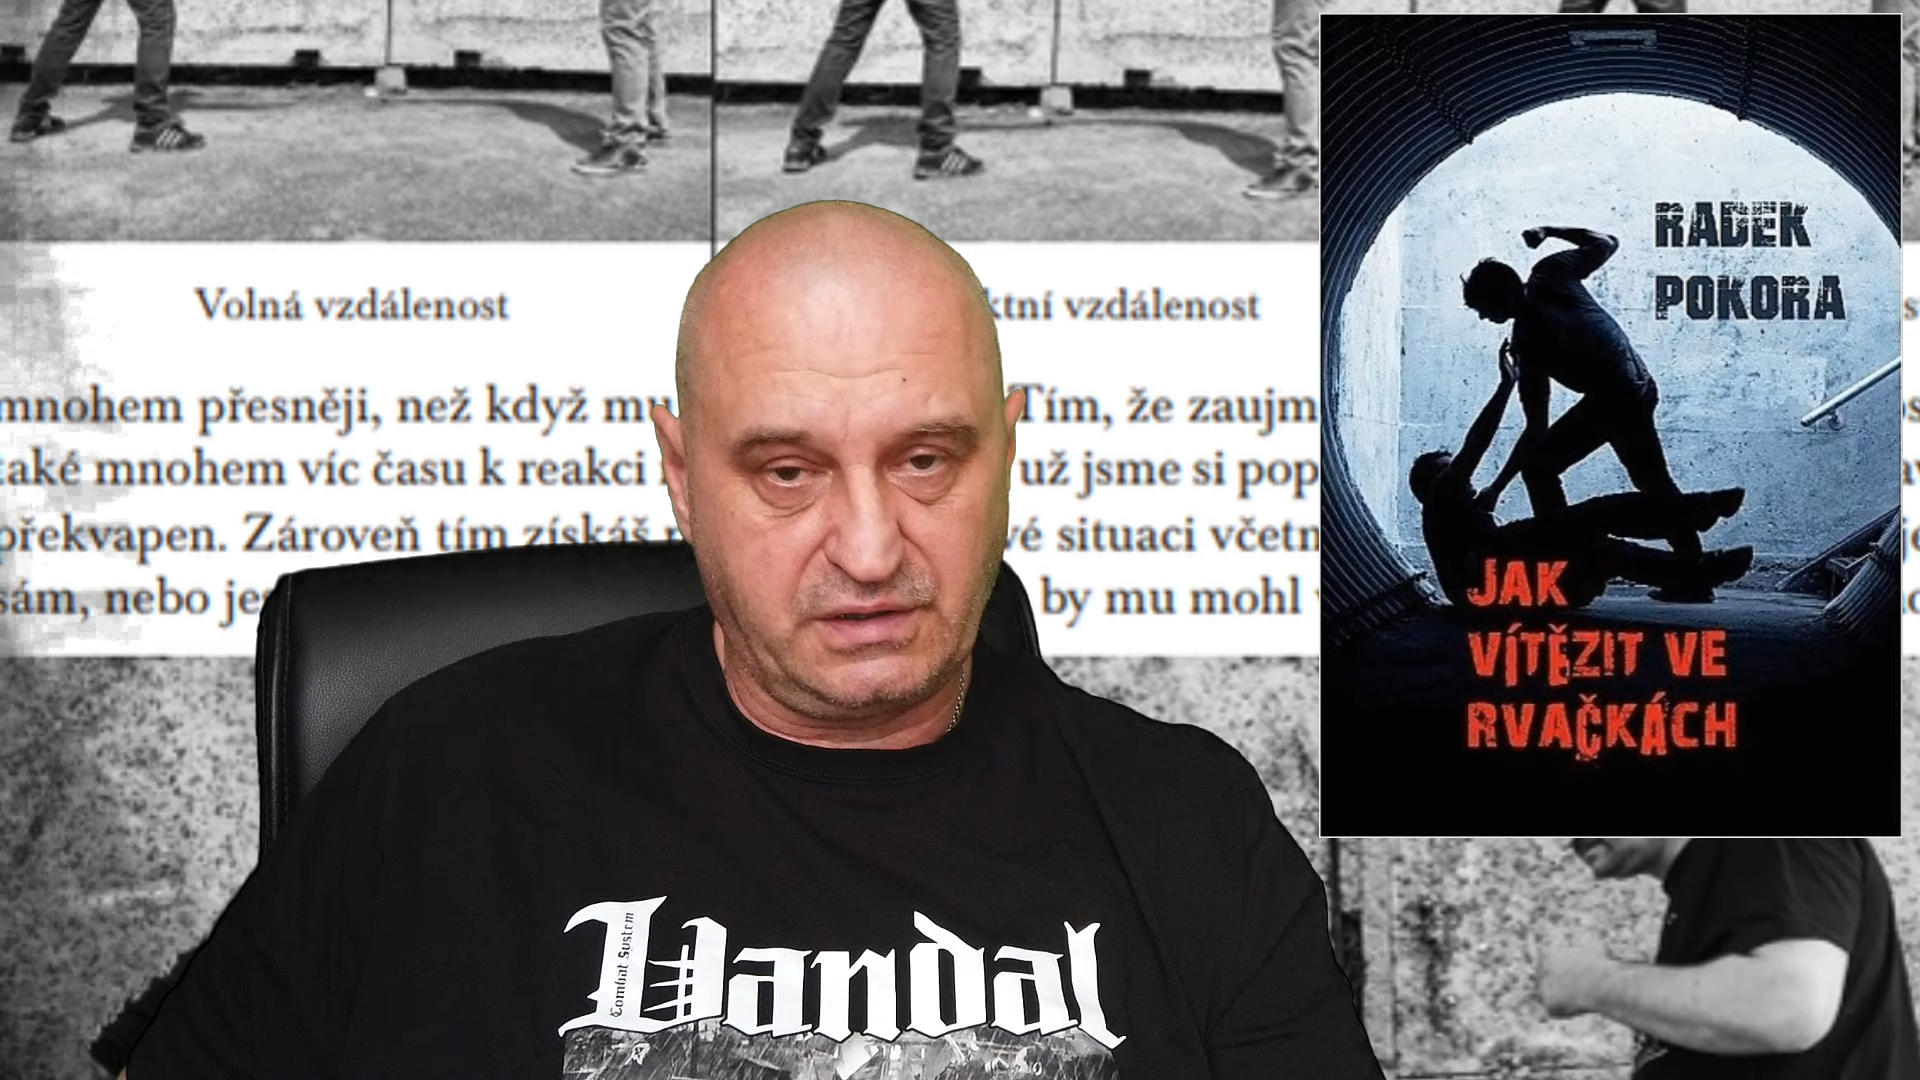 Volná vzdálenost
ktní vzdálenost
mnohem přesněji, než když mu
Tím, že zaujm
také mnohem víc času k reakci
už jsme si pop
překvapen. Zároveň tím získáš
vé situaci včetn
sám, nebo je
by mu mohl
RADEK
POKORA
JAK
VÍTĚZIT VE
RVAČKÁCH
Combat System
Vandal